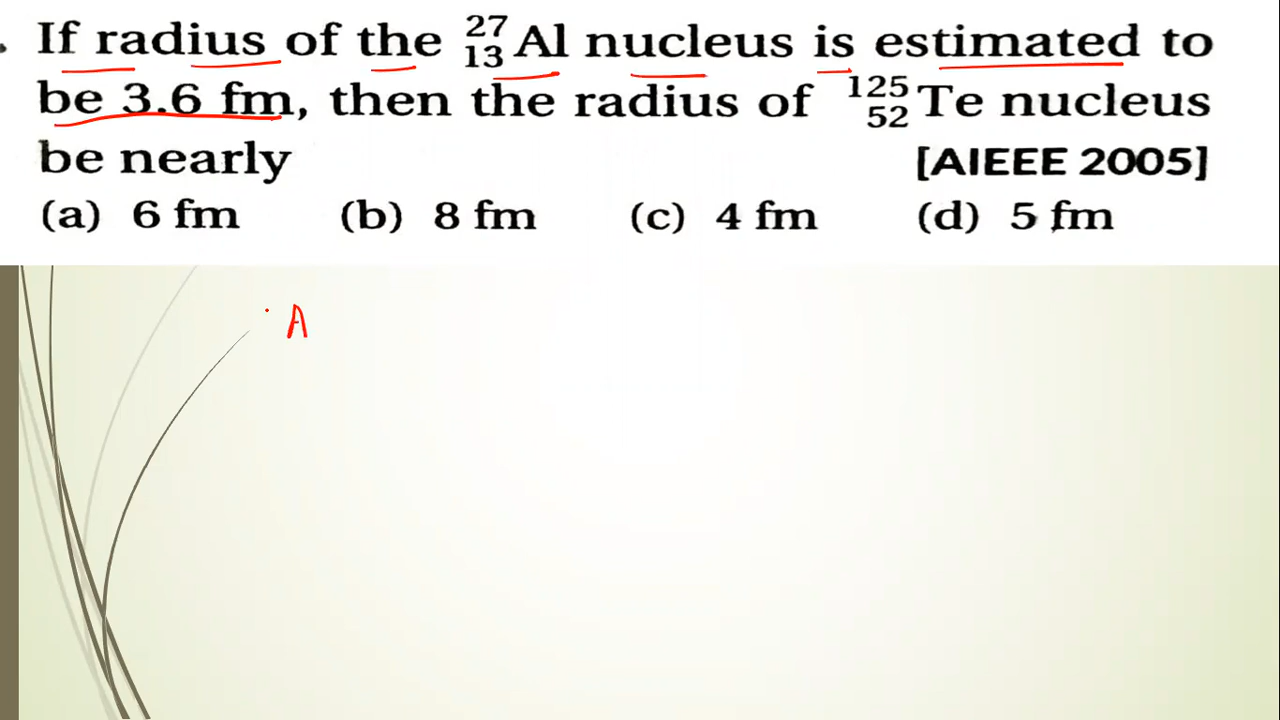 . If radius of the ²⁷₁₃Al nucleus is estimated to
be 3.6 fm, then the radius of ¹²⁵₅₂Te nucleus
be nearly [AIEEE 2005]
(a) 6 fm (b) 8 fm (c) 4 fm (d) 5 fm
A